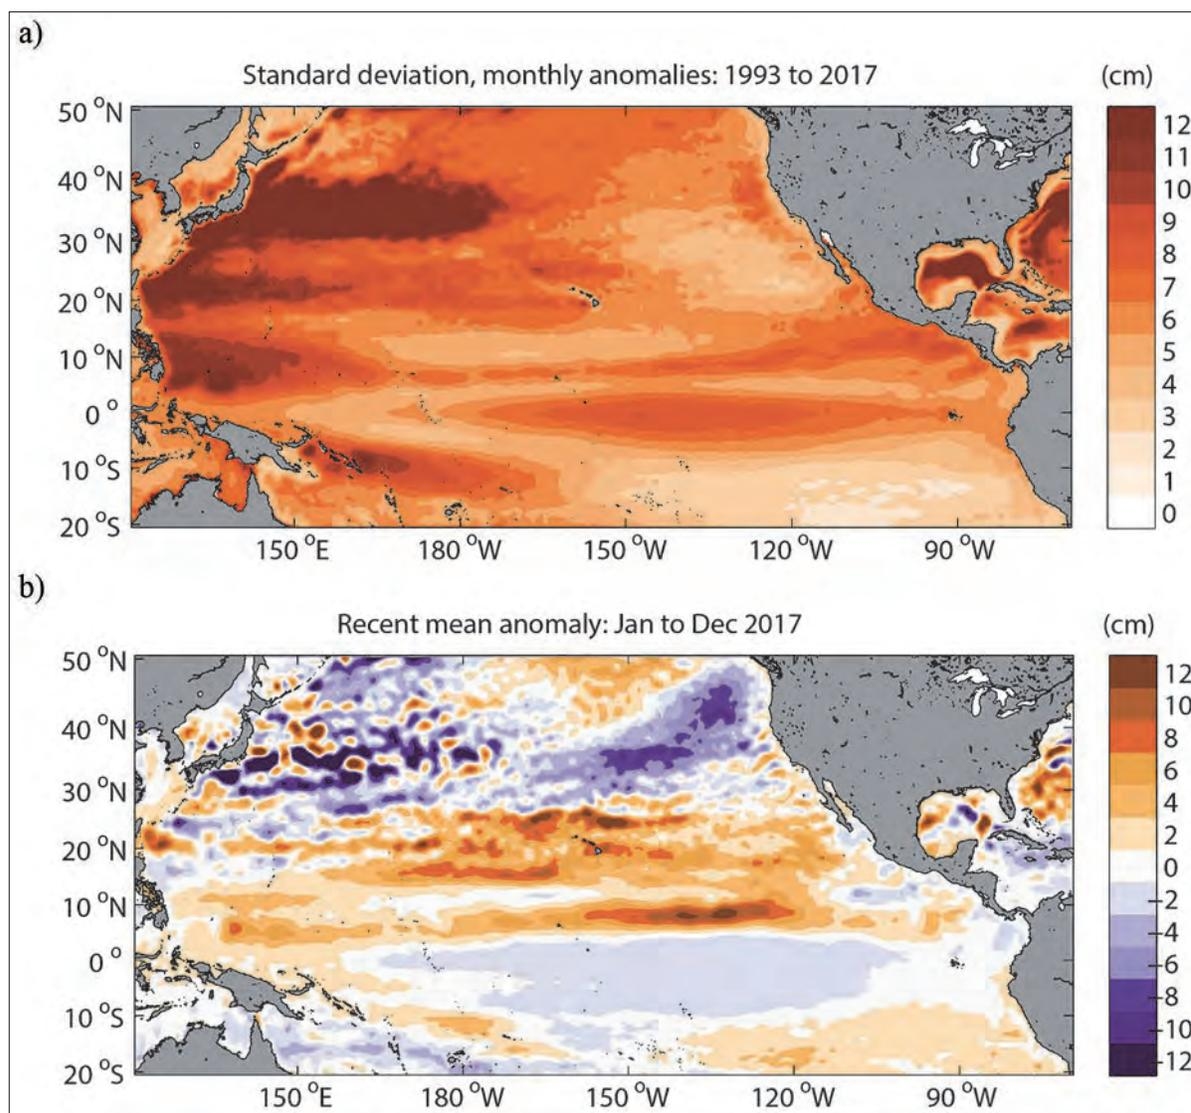 a)
Standard deviation, monthly anomalies: 1993 to 2017
(cm)
50 °N
40 °N
30 °N
20 °N
10 °N
0 °
10 °S
20 °S
150 °E
180 °W
150 °W
120 °W
90 °W
12
11
10
9
8
7
6
5
4
3
2
1
0
b)
Recent mean anomaly: Jan to Dec 2017
(cm)
50 °N
40 °N
30 °N
20 °N
10 °N
0 °
10 °S
20 °S
150 °E
180 °W
150 °W
120 °W
90 °W
12
10
8
6
4
2
0
-2
-4
-6
-8
-10
-12